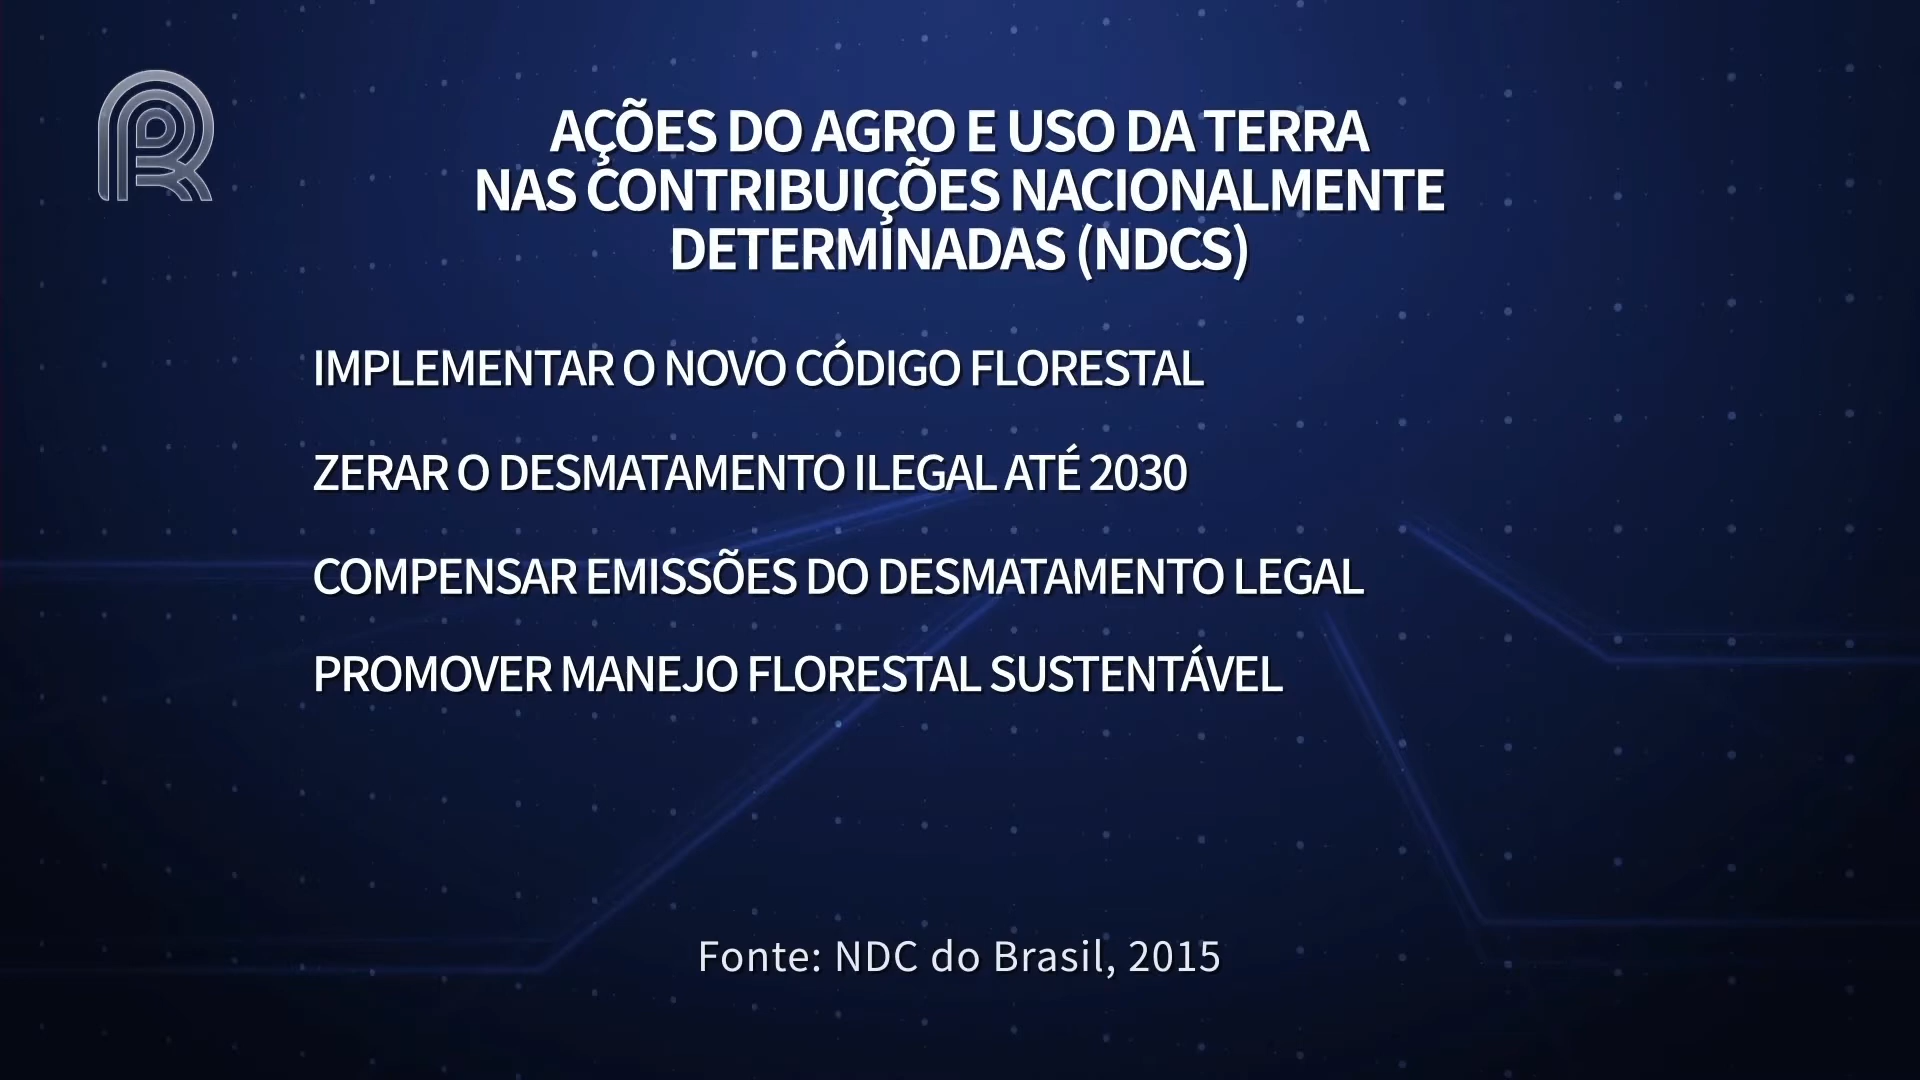 AÇÕES DO AGRO E USO DA TERRA
NAS CONTRIBUIÇÕES NACIONALMENTE
DETERMINADAS (NDCS)
IMPLEMENTAR O NOVO CÓDIGO FLORESTAL
ZERAR O DESMATAMENTO ILEGAL ATÉ 2030
COMPENSAR EMISSÕES DO DESMATAMENTO LEGAL
PROMOVER MANEJO FLORESTAL SUSTENTÁVEL
Fonte: NDC do Brasil, 2015